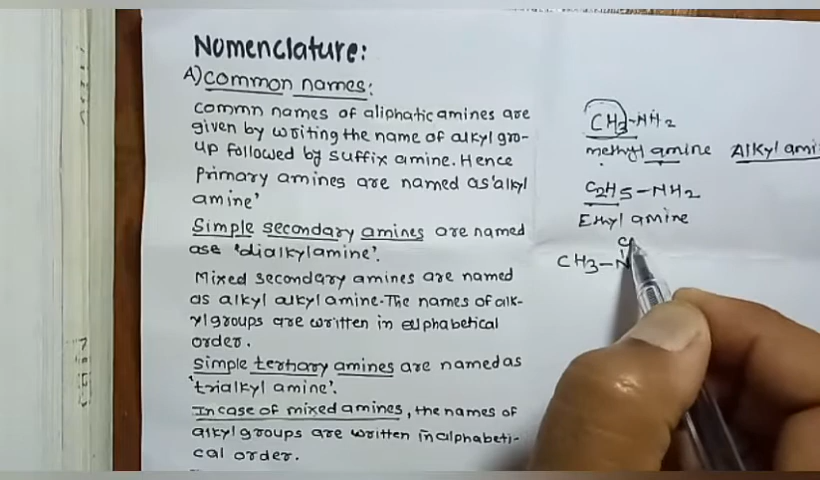 Nomenclature:
A) common names:
commn names of aliphatic amines are
given by writing the name of alkyl gro-
up followed by suffix amine. Hence
Primary amines are named as 'alkyl
amine'
Simple secondary amines are named
ase 'dialkylamine'.
Mixed secondary amines are named
as alkyl alkyl amine. The names of alk-
yl groups are written in alphabetical
order.
Simple tertiary amines are named as
'trialkyl amine'.
In case of mixed amines, the names of
alkyl groups are written in alphabeti-
cal order.
CH3-NH2
methyl amine Alkyl ami
C2H5-NH2
Ethyl amine
C
CH3-N